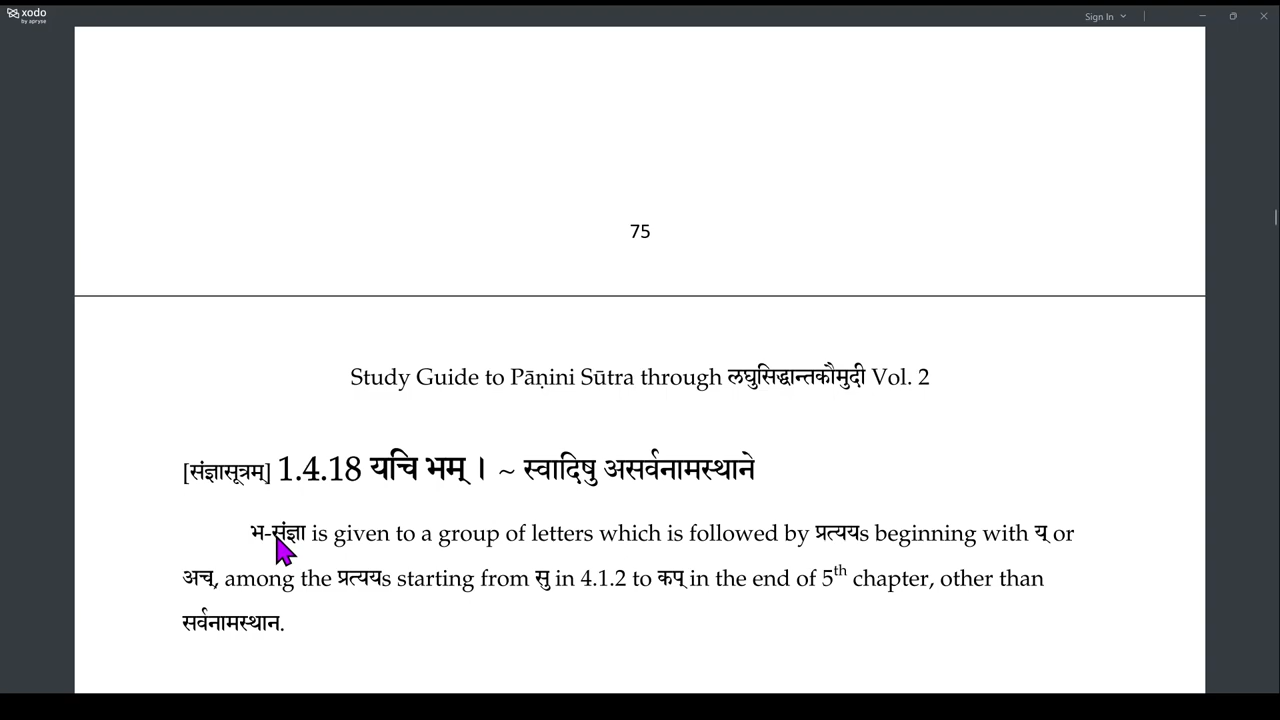 xodo
by apryse
Sign In
75
Study Guide to Pāṇini Sūtra through लघुसिद्धान्तकौमुदी Vol. 2
[संज्ञासूत्रम्] 1.4.18 यचि भम् । ~ स्वादिषु असर्वनामस्थाने
भ-संज्ञा is given to a group of letters which is followed by प्रत्ययs beginning with य् or
अच्, among the प्रत्ययs starting from सु in 4.1.2 to कप् in the end of 5th chapter, other than
सर्वनामस्थान.